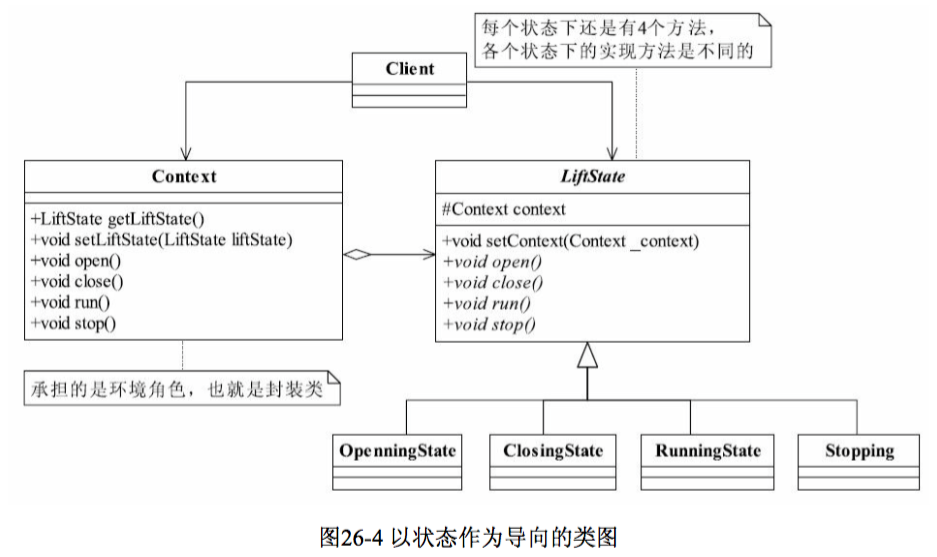 每个状态下还是有4个方法，
各个状态下的实现方法是不同的
Client
Context
+LiftState getLiftState()
+void setLiftState(LiftState liftState)
+void open()
+void close()
+void run()
+void stop()
LiftState
#Context context
+void setContext(Context _context)
+void open()
+void close()
+void run()
+void stop()
承担的是环境角色，也就是封装类
OpenningState
ClosingState
RunningState
Stopping
图26-4 以状态作为导向的类图